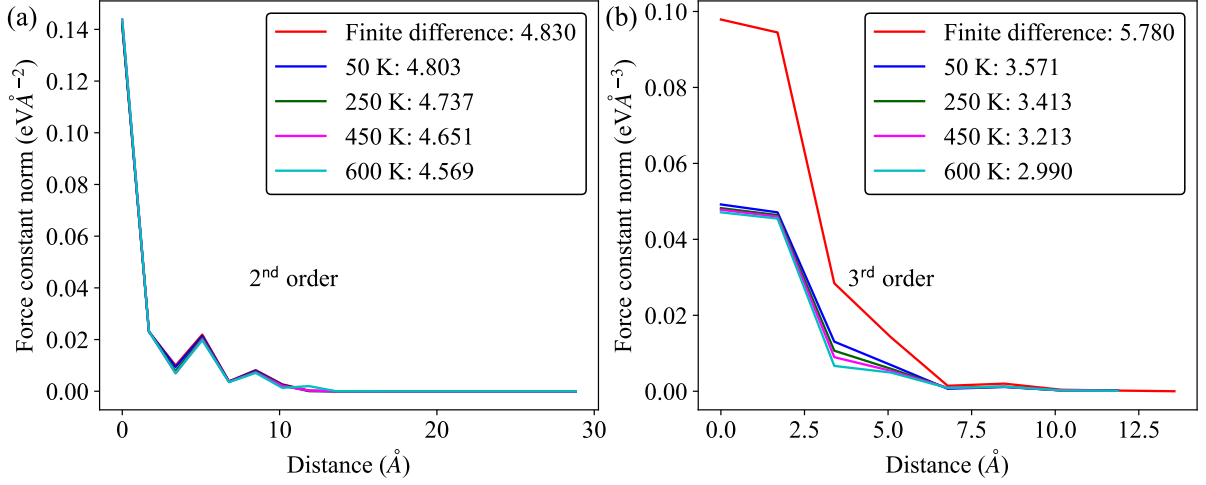 (a)
Force constant norm (eVÅ⁻²)
0.14
0.12
0.10
0.08
0.06
0.04
0.02
0.00
Finite difference: 4.830
50 K: 4.803
250 K: 4.737
450 K: 4.651
600 K: 4.569
2ⁿᵈ order
0
10
20
30
Distance (Å)
(b)
Force constant norm (eVÅ⁻³)
0.10
0.08
0.06
0.04
0.02
0.00
Finite difference: 5.780
50 K: 3.571
250 K: 3.413
450 K: 3.213
600 K: 2.990
3ʳᵈ order
0.0
2.5
5.0
7.5
10.0
12.5
Distance (Å)